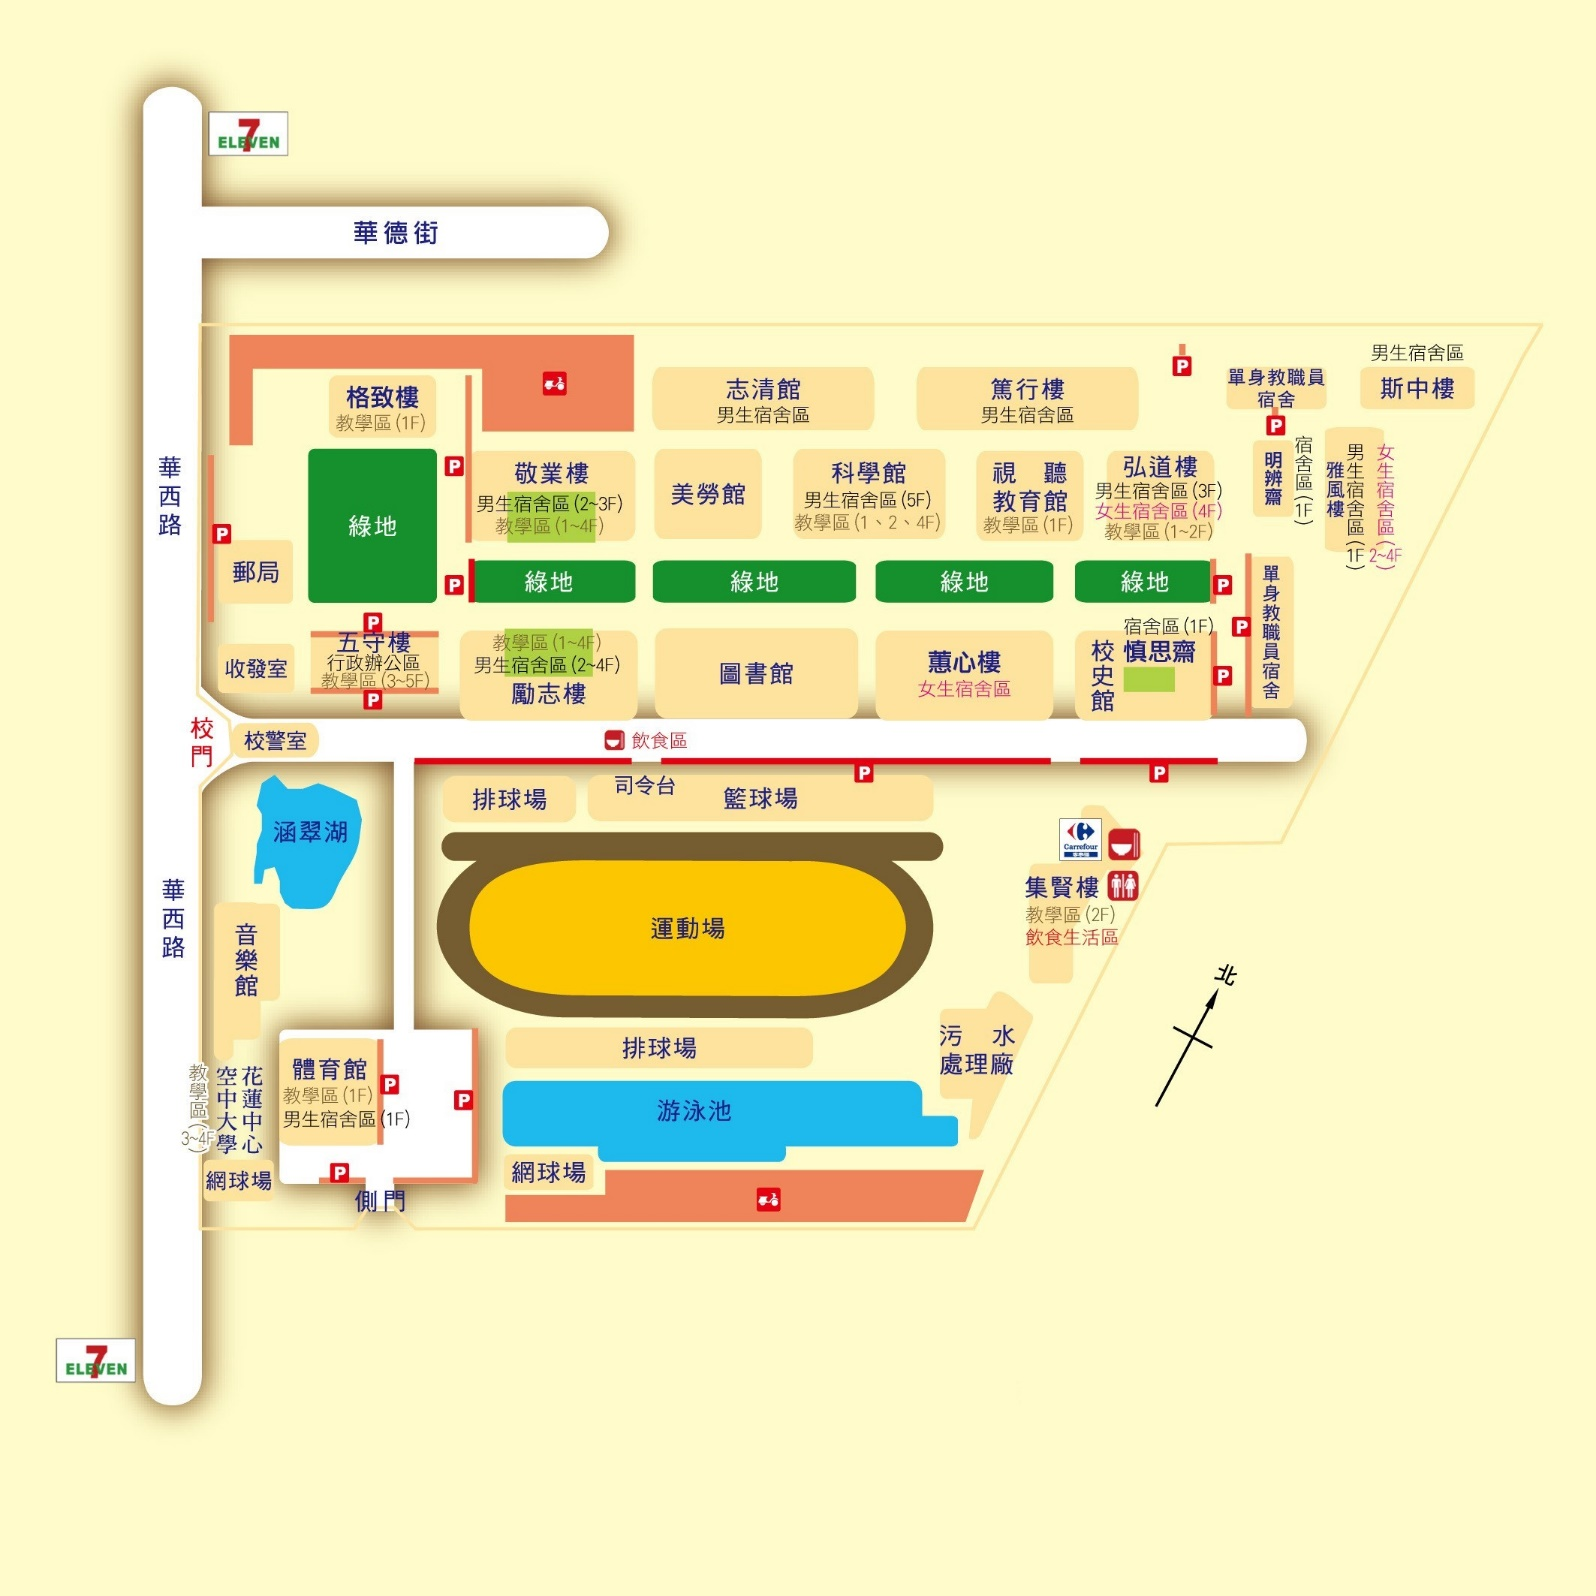 7
ELEVEN
華德街
華西路
格致樓
教學區(1F)
志清館
男生宿舍區
篤行樓
男生宿舍區
P
單身教職員
宿舍
男生宿舍區
斯中樓
P
綠地
P
敬業樓
男生宿舍區(2~3F)
教學區(1~4F)
美勞館
科學館
男生宿舍區(5F)
教學區(1、2、4F)
視 聽
教育館
教學區(1F)
弘道樓
男生宿舍區(3F)
女生宿舍區(4F)
教學區(1~2F)
明辨齋
宿舍區(1F)
雅風樓
男生宿舍區(1F)
女生宿舍區(2~4F)
P
郵局
P
綠地
綠地
綠地
綠地
P
單身教職員宿舍
P
收發室
P
五守樓
行政辦公區
教學區(3~5F)
P
教學區(1~4F)
男生宿舍區(2~4F)
勵志樓
圖書館
蕙心樓
女生宿舍區
校史館
宿舍區(1F)
慎思齋
P
校門
校警室
飲食區
P
P
涵翠湖
排球場
司令台
籃球場
Carrefour
集賢樓
教學區(2F)
飲食生活區
華西路
音樂館
運動場
北
污 水
處理廠
排球場
游泳池
體育館
教學區(1F)
男生宿舍區(1F)
P
P
花蓮中心
空中大學
教學區(3~4F)
網球場
P
側門
網球場
7
ELEVEN